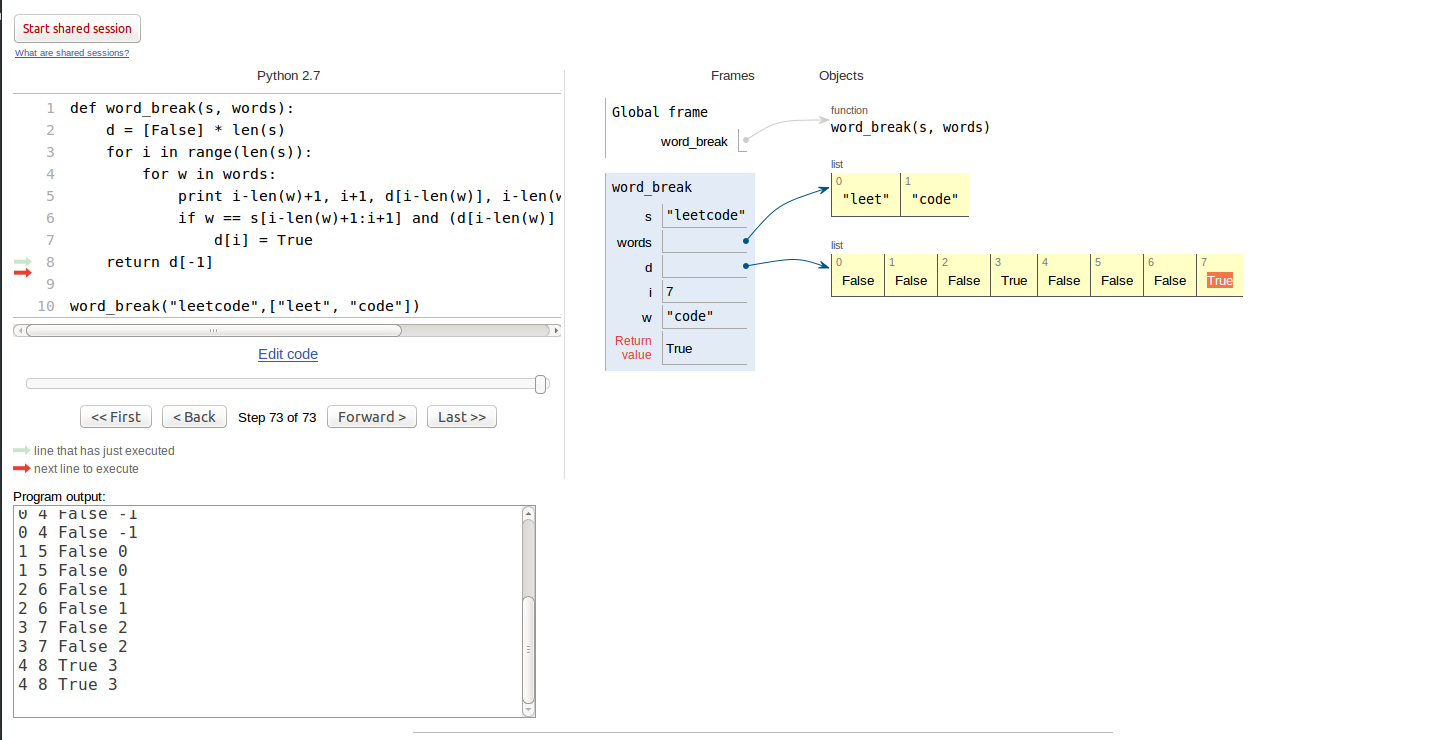 Start shared session
What are shared sessions?
Python 2.7
1 def word_break(s, words):
2     d = [False] * len(s)
3     for i in range(len(s)):
4         for w in words:
5             print i-len(w)+1, i+1, d[i-len(w)], i-len(w
6             if w == s[i-len(w)+1:i+1] and (d[i-len(w)]
7                 d[i] = True
8     return d[-1]
9
10 word_break("leetcode",["leet", "code"])
Edit code
<< First < Back Step 73 of 73 Forward > Last >>
line that has just executed
next line to execute
Program output:
0 4 False -1
0 4 False -1
1 5 False 0
1 5 False 0
2 6 False 1
2 6 False 1
3 7 False 2
3 7 False 2
4 8 True 3
4 8 True 3
Frames Objects
Global frame
word_break
function
word_break(s, words)
word_break
s "leetcode"
words
d
i 7
w "code"
Return
value True
list
0 1
"leet" "code"
list
0 1 2 3 4 5 6 7
False False False True False False False True